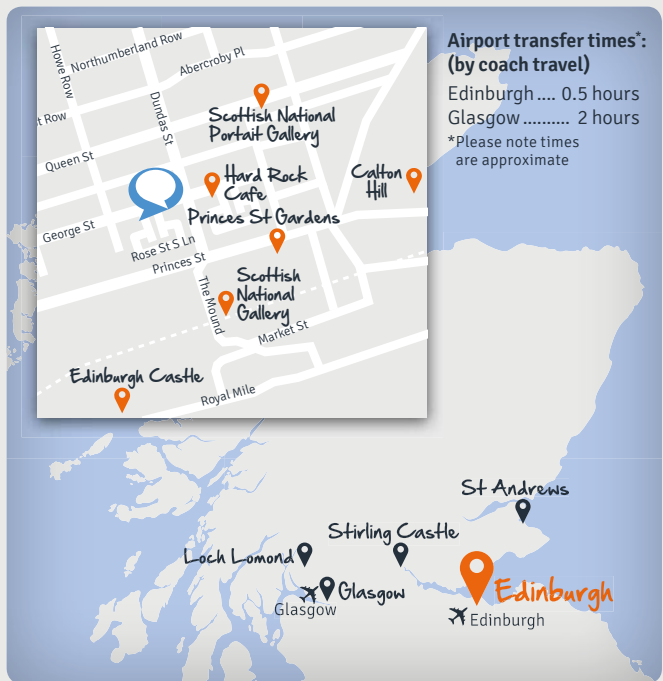 Northumberland Row
Howe Row
Abercroby Pl
Dundas St
t Row
Scottish National
Portait Gallery
Queen St
Hard Rock
Cafe
Calton
Hill
Princes St Gardens
George St
Rose St S Ln
Princes St
Scottish
National
Gallery
The Mound
Market St
Edinburgh Castle
Royal Mile
Airport transfer times*:
(by coach travel)
Edinburgh .... 0.5 hours
Glasgow .......... 2 hours
*Please note times
are approximate
St Andrews
Stirling Castle
Loch Lomond
Glasgow
Glasgow
Edinburgh
Edinburgh